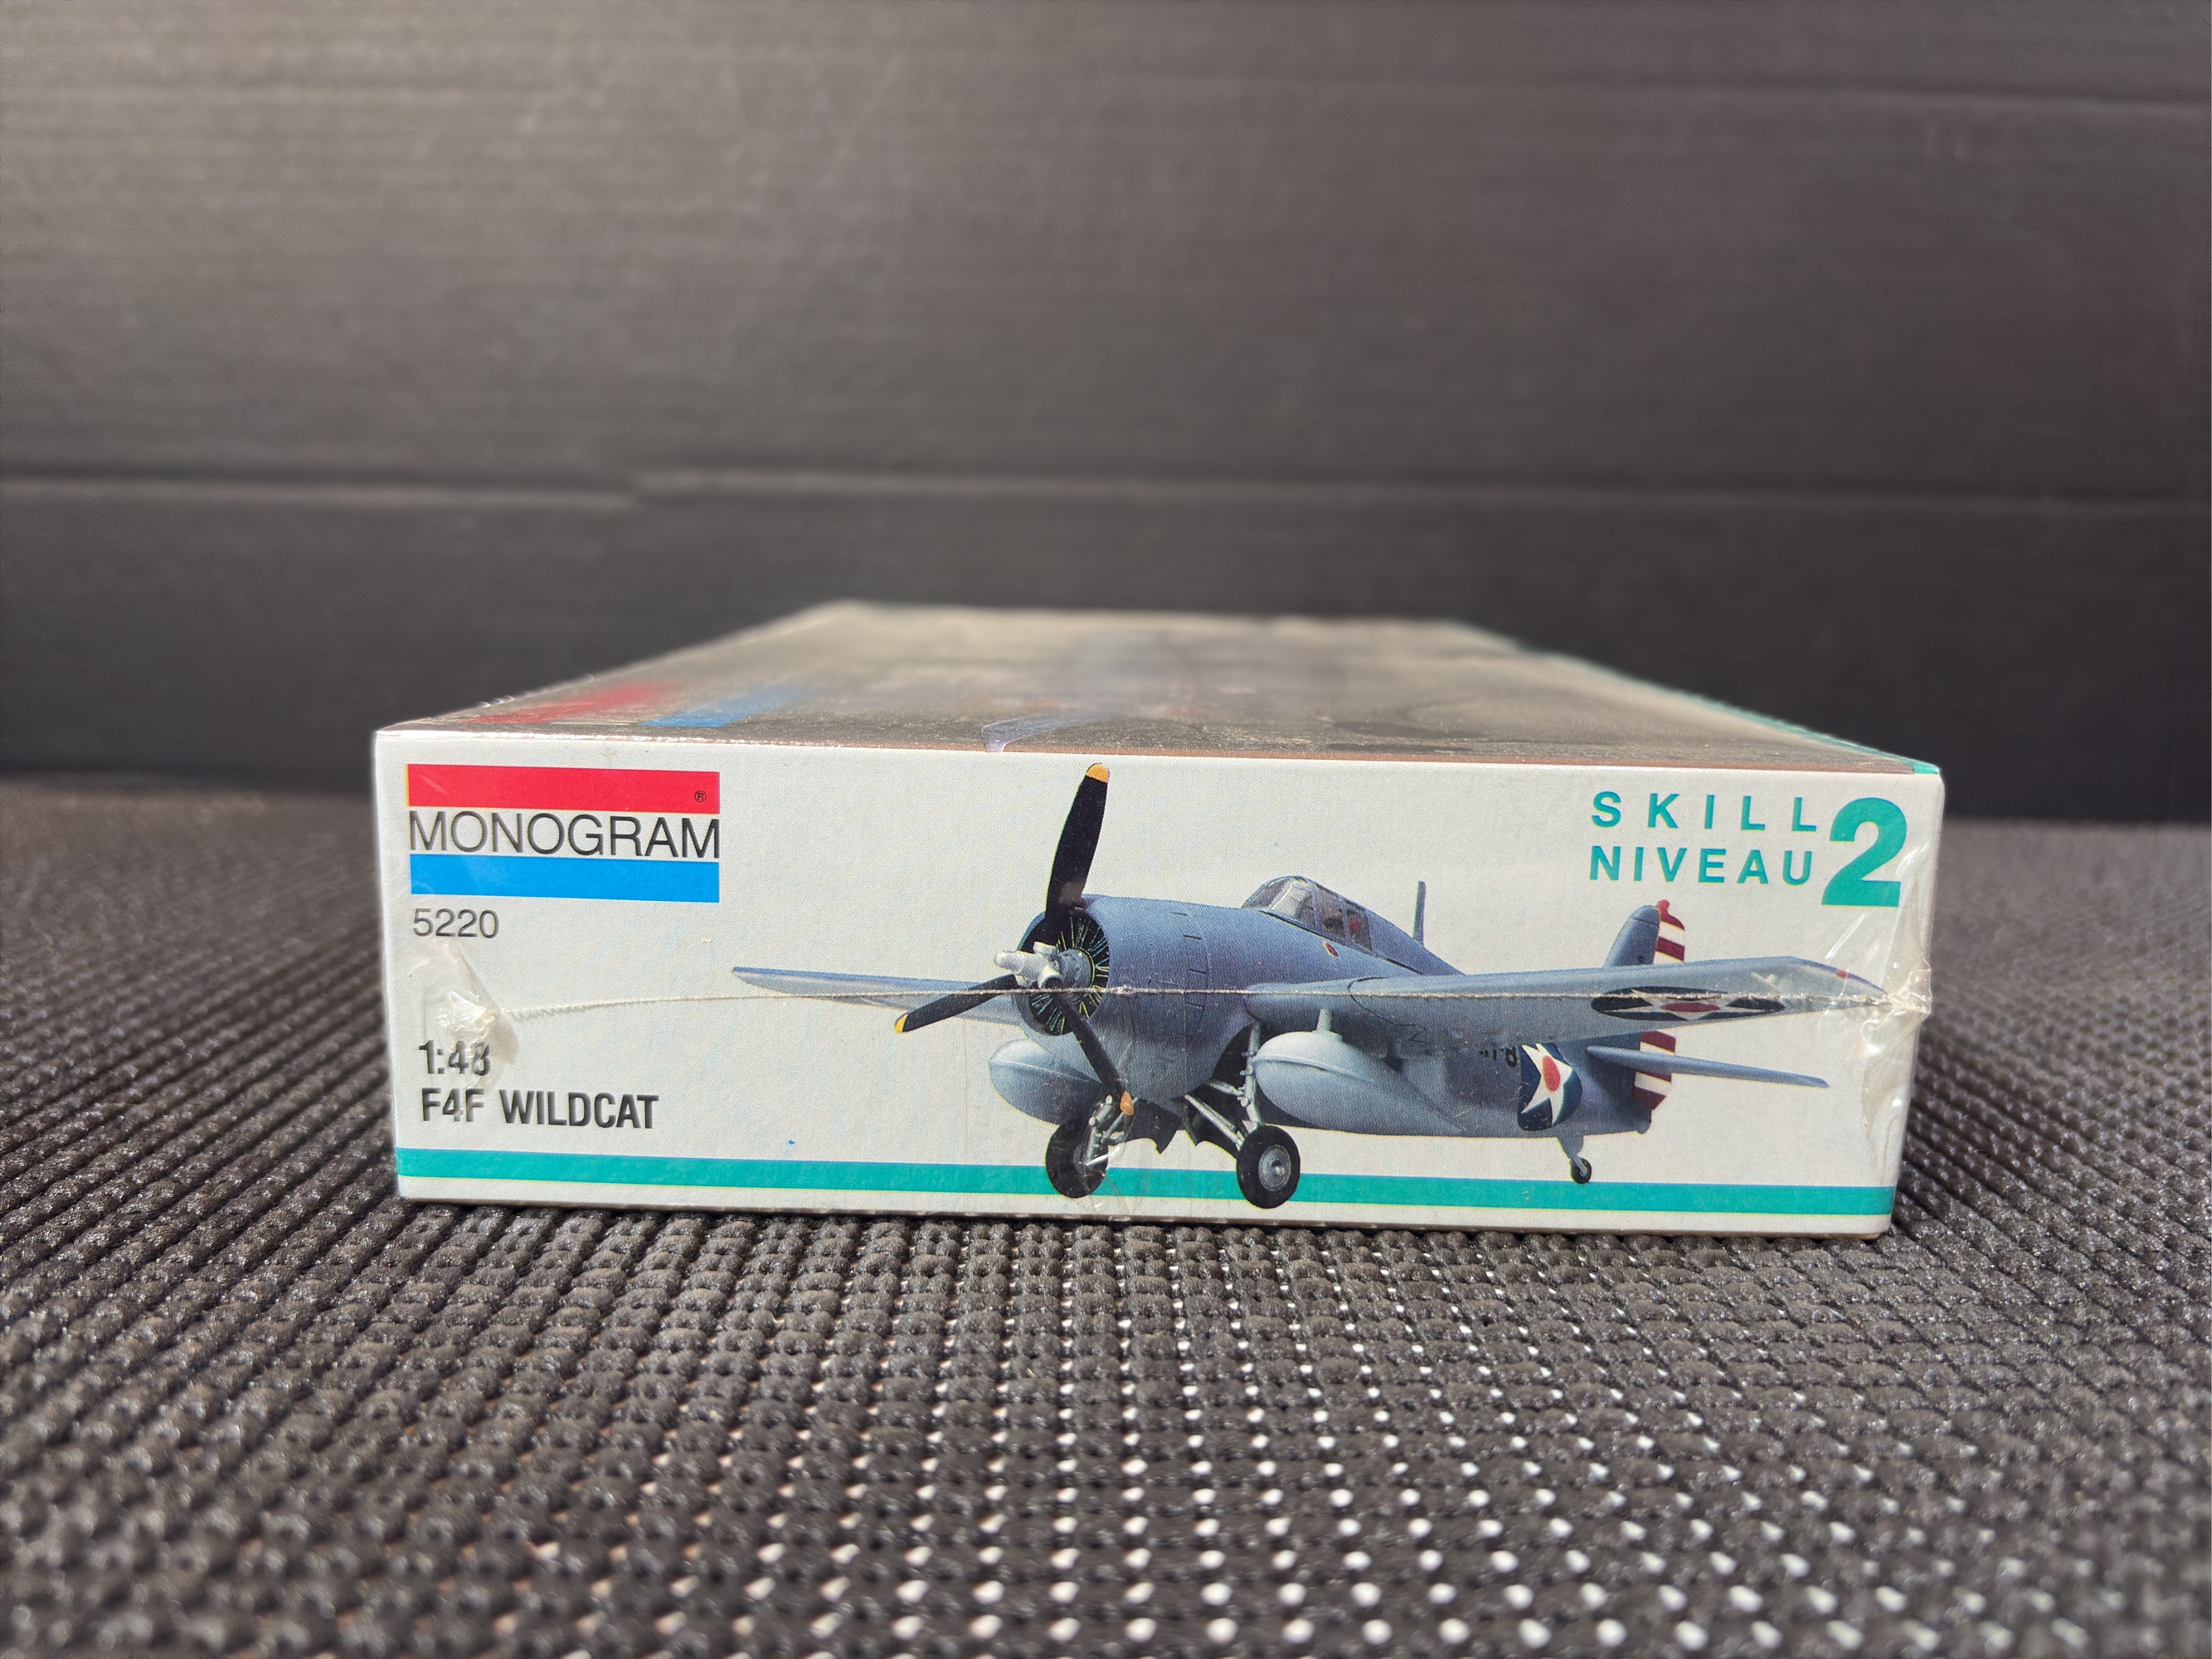 ®
MONOGRAM
5220
SKILL
NIVEAU 2
1:48
F4F WILDCAT